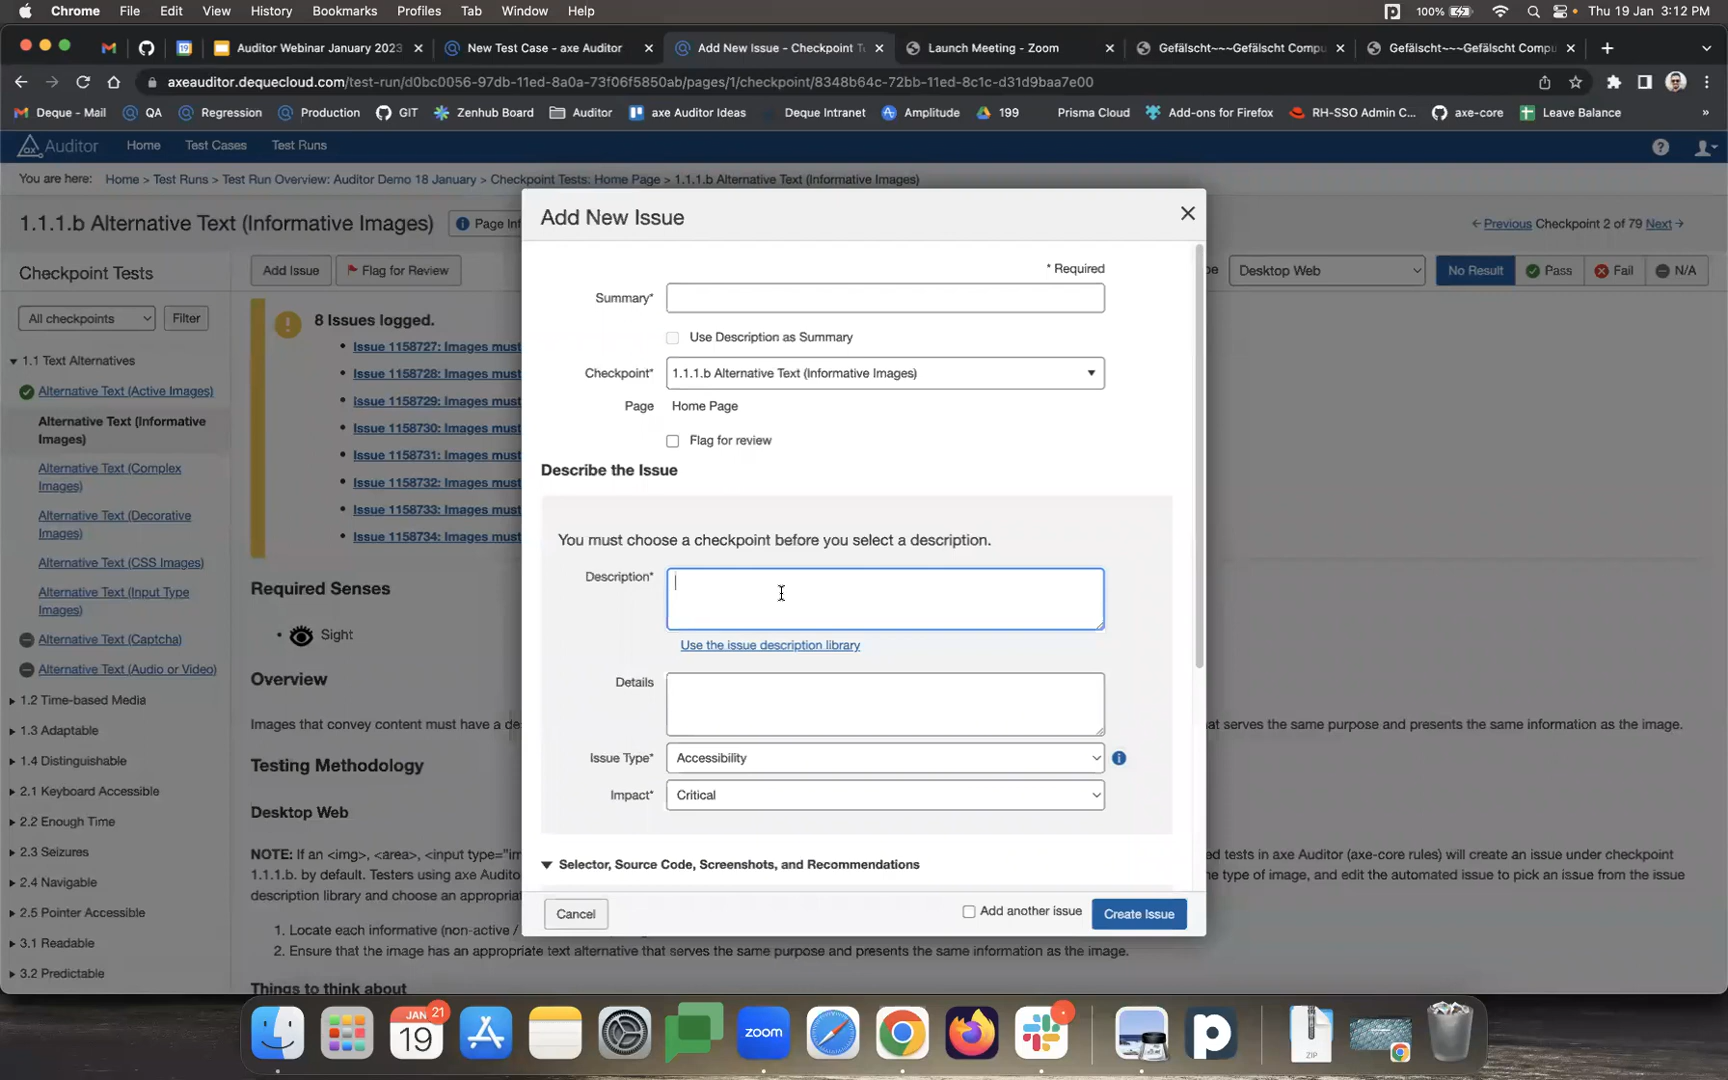 Chrome File Edit View History Bookmarks Profiles Tab Window Help 100% Thu 19 Jan 3:12 PM
Auditor Webinar January 2023 New Test Case - axe Auditor Add New Issue - Checkpoint Te Launch Meeting - Zoom Gefälscht~~~Gefälscht Compu Gefälscht~~~Gefälscht Compu
axeauditor.dequecloud.com/test-run/d0bc0056-97db-11ed-8a0a-73f06f5850ab/pages/1/checkpoint/8348b64c-72bb-11ed-8c1c-d31d9baa7e00
Deque - Mail QA Regression Production GIT Zenhub Board Auditor axe Auditor Ideas Deque Intranet Amplitude 199 Prisma Cloud Add-ons for Firefox RH-SSO Admin C... axe-core Leave Balance »
Auditor Home Test Cases Test Runs
You are here: Home > Test Runs > Test Run Overview: Auditor Demo 18 January > Checkpoint Tests: Home Page > 1.1.1.b Alternative Text (Informative Images)
1.1.1.b Alternative Text (Informative Images) Page Inf
Previous Checkpoint 2 of 79 Next
Checkpoint Tests
All checkpoints Filter
Add Issue Flag for Review
Desktop Web No Result Pass Fail N/A
1.1 Text Alternatives
Alternative Text (Active Images)
Alternative Text (Informative
Images)
Alternative Text (Complex
Images)
Alternative Text (Decorative
Images)
Alternative Text (CSS Images)
Alternative Text (Input Type
Images)
Alternative Text (Captcha)
Alternative Text (Audio or Video)
1.2 Time-based Media
1.3 Adaptable
1.4 Distinguishable
2.1 Keyboard Accessible
2.2 Enough Time
2.3 Seizures
2.4 Navigable
2.5 Pointer Accessible
3.1 Readable
3.2 Predictable
8 Issues logged.
Issue 1158727: Images must
Issue 1158728: Images must
Issue 1158729: Images must
Issue 1158730: Images must
Issue 1158731: Images must
Issue 1158732: Images must
Issue 1158733: Images must
Issue 1158734: Images must
Required Senses
Sight
Overview
Images that convey content must have a de
hat serves the same purpose and presents the same information as the image.
Testing Methodology
Desktop Web
NOTE: If an <img>, <area>, <input type="im
ed tests in axe Auditor (axe-core rules) will create an issue under checkpoint
1.1.1.b. by default. Testers using axe Audito
he type of image, and edit the automated issue to pick an issue from the issue
description library and choose an appropria
1. Locate each informative (non-active /
2. Ensure that the image has an appropriate text alternative that serves the same purpose and presents the same information as the image.
Things to think about
Add New Issue
* Required
Summary*
Use Description as Summary
Checkpoint* 1.1.1.b Alternative Text (Informative Images)
Page Home Page
Flag for review
Describe the Issue
You must choose a checkpoint before you select a description.
Description*
Use the issue description library
Details
Issue Type* Accessibility
Impact* Critical
Selector, Source Code, Screenshots, and Recommendations
Cancel Add another issue Create Issue
JAN 21
19
zoom
ZIP